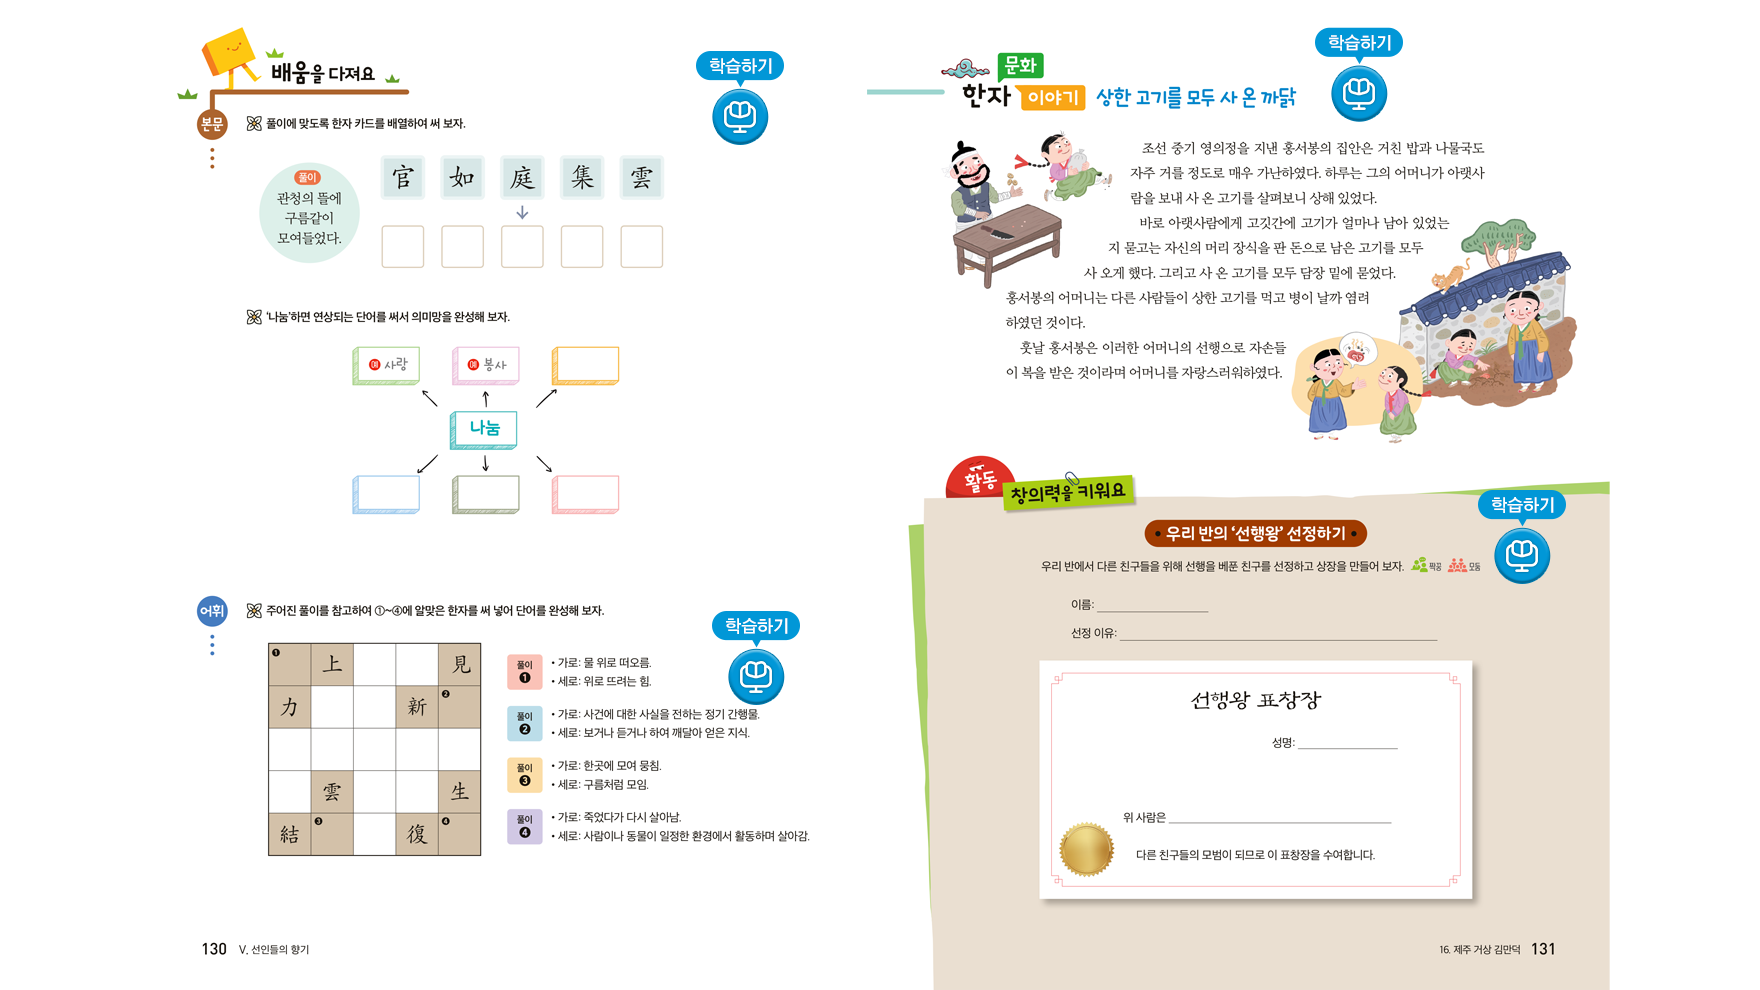 배움을 다져요
학습하기
본문
풀이에 맞도록 한자 카드를 배열하여 써 보자.
풀이
관청의 뜰에
구름같이
모여들었다.
官 如 庭 集 雲
‘나눔’하면 연상되는 단어를 써서 의미망을 완성해 보자.
예 사랑
예 봉사
나눔
어휘
주어진 풀이를 참고하여 ①~④에 알맞은 한자를 써 넣어 단어를 완성해 보자.
학습하기
❶ 上 見
力 新 ❷
雲 生
結 ❸ 復 ❹
풀이 ❶
• 가로: 물 위로 떠오름.
• 세로: 위로 뜨려는 힘.
풀이 ❷
• 가로: 사건에 대한 사실을 전하는 정기 간행물.
• 세로: 보거나 듣거나 하여 깨달아 얻은 지식.
풀이 ❸
• 가로: 한곳에 모여 뭉침.
• 세로: 구름처럼 모임.
풀이 ❹
• 가로: 죽었다가 다시 살아남.
• 세로: 사람이나 동물이 일정한 환경에서 활동하며 살아감.
130 V. 선인들의 향기
한자 문화 이야기 상한 고기를 모두 사 온 까닭
학습하기
조선 중기 영의정을 지낸 홍서봉의 집안은 거친 밥과 나물국도
자주 거를 정도로 매우 가난하였다. 하루는 그의 어머니가 아랫사
람을 보내 사 온 고기를 살펴보니 상해 있었다.
바로 아랫사람에게 고깃간에 고기가 얼마나 남아 있었는
지 묻고는 자신의 머리 장식을 판 돈으로 남은 고기를 모두
사 오게 했다. 그리고 사 온 고기를 모두 담장 밑에 묻었다.
홍서봉의 어머니는 다른 사람들이 상한 고기를 먹고 병이 날까 염려
하였던 것이다.
훗날 홍서봉은 이러한 어머니의 선행으로 자손들
이 복을 받은 것이라며 어머니를 자랑스러워하였다.
활동
창의력을 키워요
학습하기
• 우리 반의 ‘선행왕’ 선정하기 •
우리 반에서 다른 친구들을 위해 선행을 베푼 친구를 선정하고 상장을 만들어 보자. 짝꿍 모둠
이름:
선정 이유:
선행왕 표창장
성명:
위 사람은
다른 친구들의 모범이 되므로 이 표창장을 수여합니다.
16. 제주 거상 김만덕 131